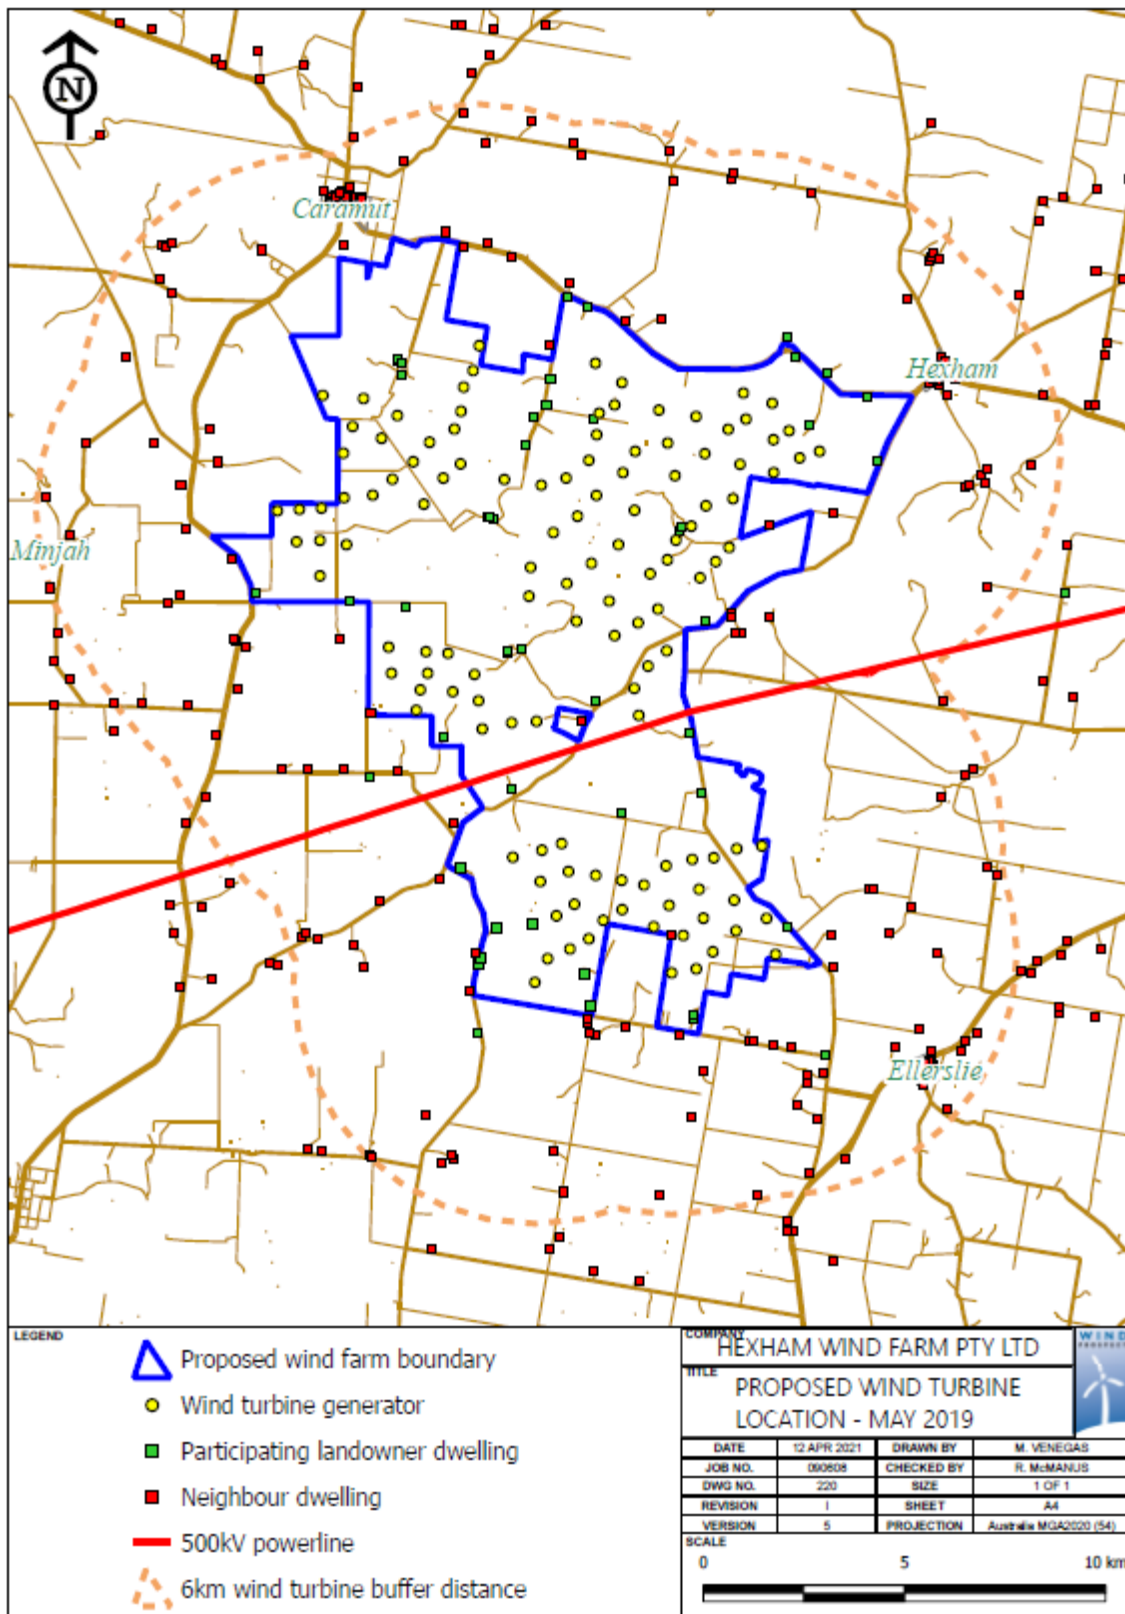 N
Caramut
Hexham
Minjah
Ellerslie
LEGEND
Proposed wind farm boundary
Wind turbine generator
Participating landowner dwelling
Neighbour dwelling
500kV powerline
6km wind turbine buffer distance
COMPANY
HEXHAM WIND FARM PTY LTD
TITLE
PROPOSED WIND TURBINE
LOCATION - MAY 2019
WIND
DATE 12 APR 2021 DRAWN BY M. VENEGAS
JOB NO. 090808 CHECKED BY R. McMANUS
DWG NO. 220 SIZE 1 OF 1
REVISION I SHEET A4
VERSION 5 PROJECTION Australia MGA2020 (54)
SCALE
0 5 10 km